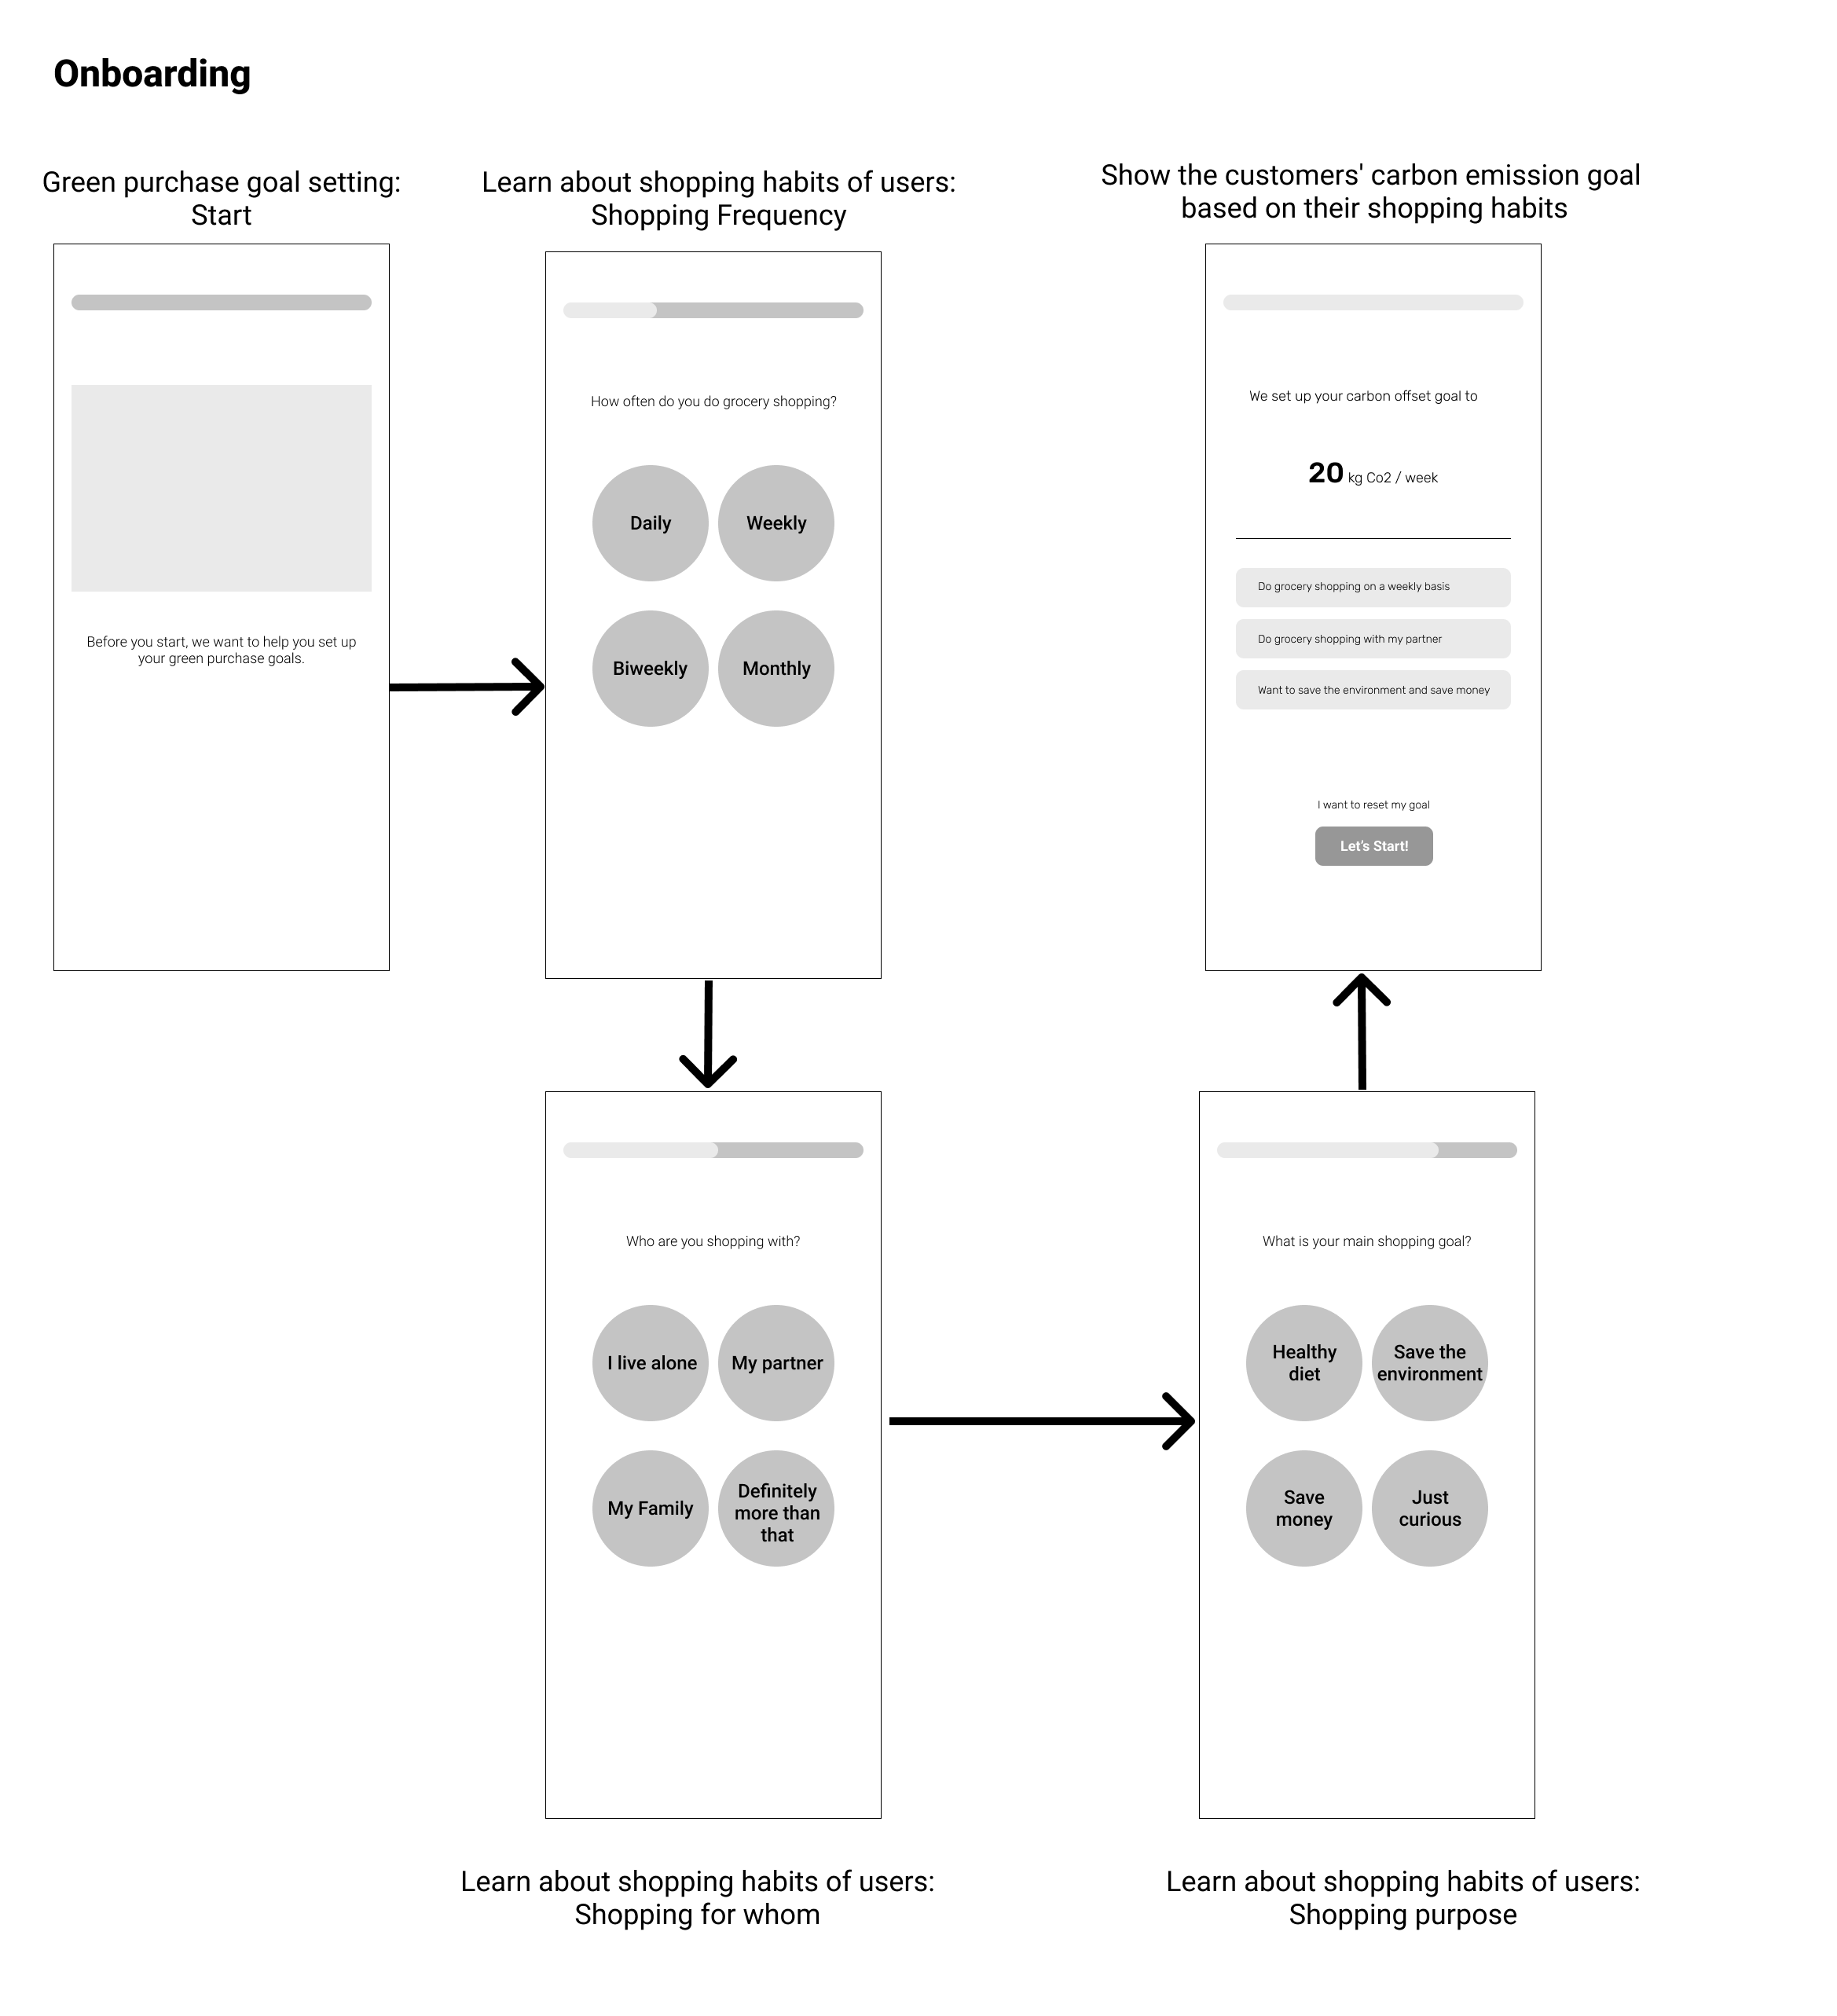 Onboarding
Green purchase goal setting:
Start
Before you start, we want to help you set up
your green purchase goals.
Learn about shopping habits of users:
Shopping Frequency
How often do you do grocery shopping?
Daily
Weekly
Biweekly
Monthly
Who are you shopping with?
I live alone
My partner
My Family
Definitely
more than
that
Learn about shopping habits of users:
Shopping for whom
What is your main shopping goal?
Healthy
diet
Save the
environment
Save
money
Just
curious
Learn about shopping habits of users:
Shopping purpose
Show the customers' carbon emission goal
based on their shopping habits
We set up your carbon offset goal to
20 kg Co2 / week
Do grocery shopping on a weekly basis
Do grocery shopping with my partner
Want to save the environment and save money
I want to reset my goal
Let's Start!